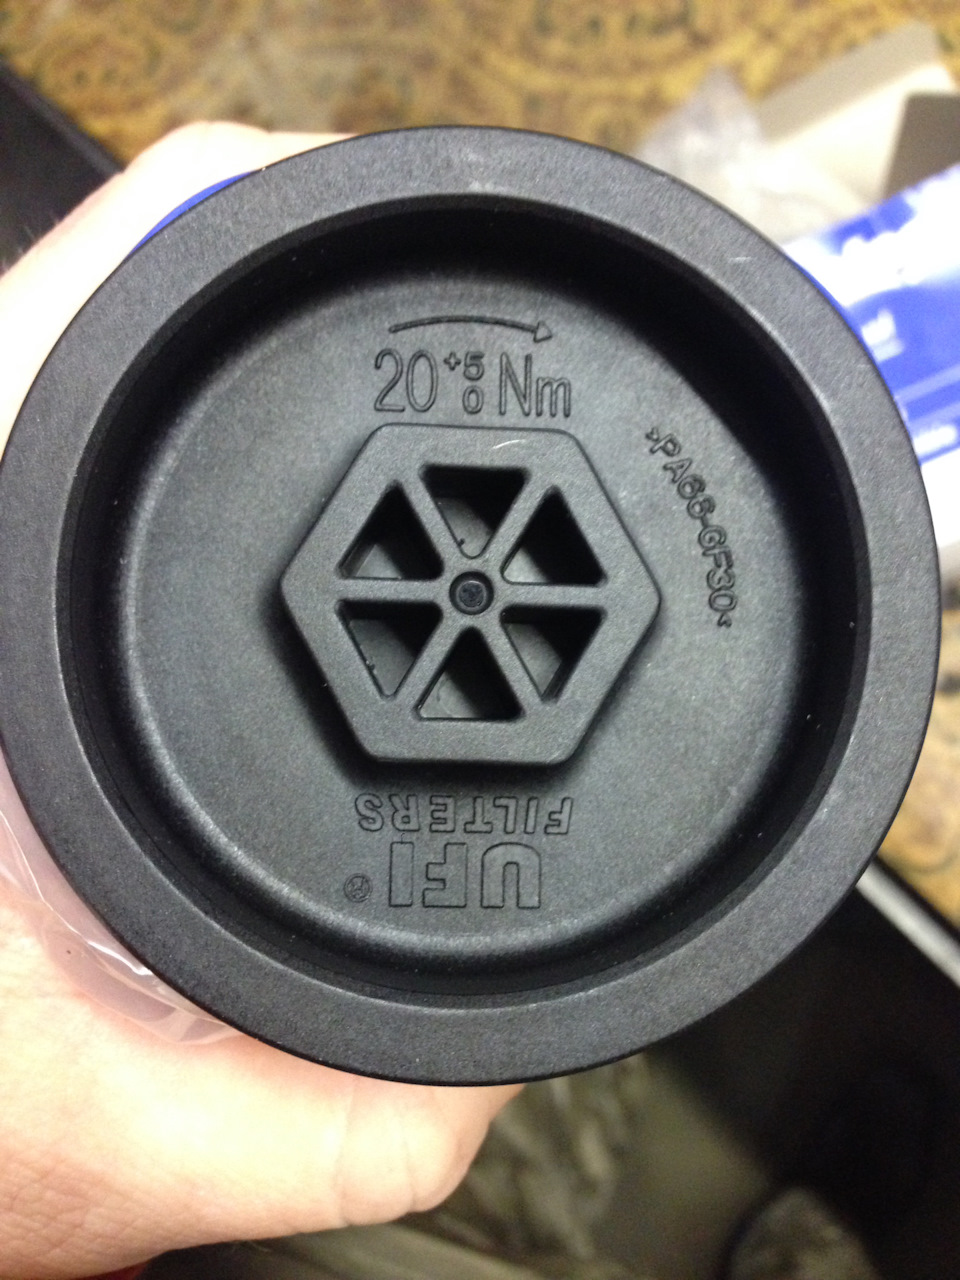 20 +5 0 Nm
>PA66-GF30<
UFI®
FILTERS